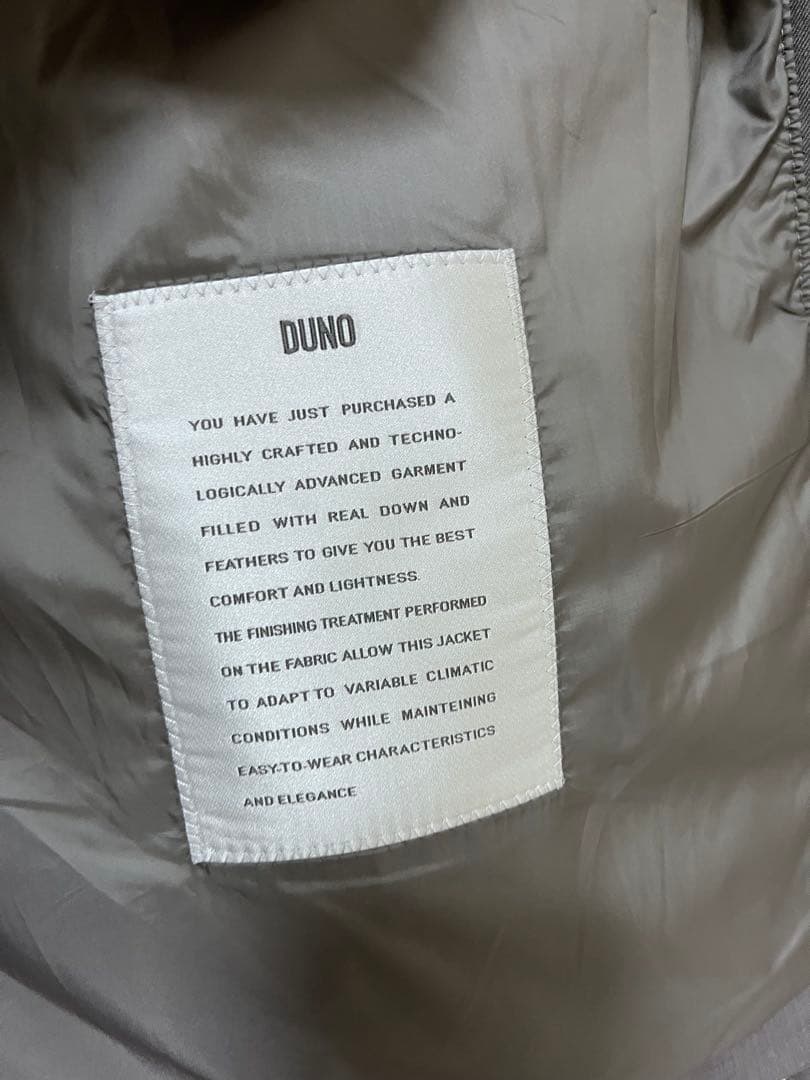 DUNO
YOU HAVE JUST PURCHASED A
HIGHLY CRAFTED AND TECHNO-
LOGICALLY ADVANCED GARMENT
FILLED WITH REAL DOWN AND
FEATHERS TO GIVE YOU THE BEST
COMFORT AND LIGHTNESS.
THE FINISHING TREATMENT PERFORMED
ON THE FABRIC ALLOW THIS JACKET
TO ADAPT TO VARIABLE CLIMATIC
CONDITIONS WHILE MAINTEINING
EASY-TO-WEAR CHARACTERISTICS
AND ELEGANCE